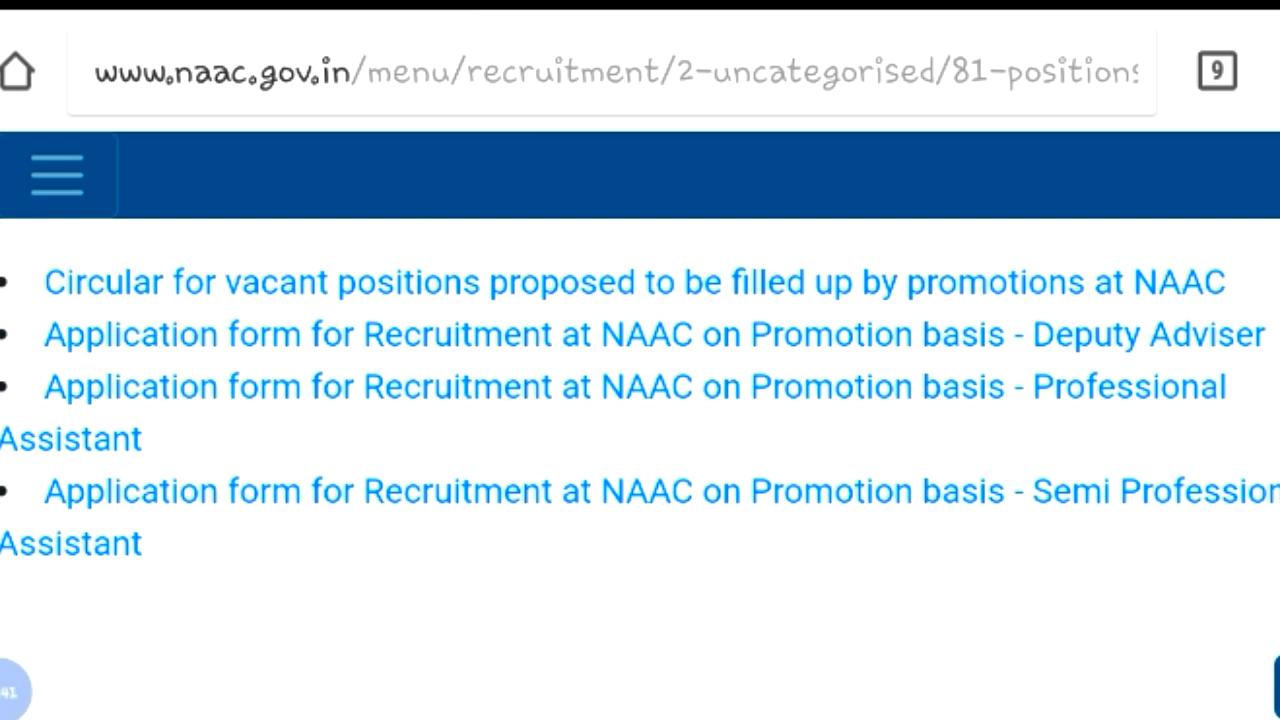 www.naac.gov.in/menu/recruitment/2-uncategorised/81-positions
9
• Circular for vacant positions proposed to be filled up by promotions at NAAC
• Application form for Recruitment at NAAC on Promotion basis - Deputy Adviser
• Application form for Recruitment at NAAC on Promotion basis - Professional
Assistant
• Application form for Recruitment at NAAC on Promotion basis - Semi Profession
Assistant
41